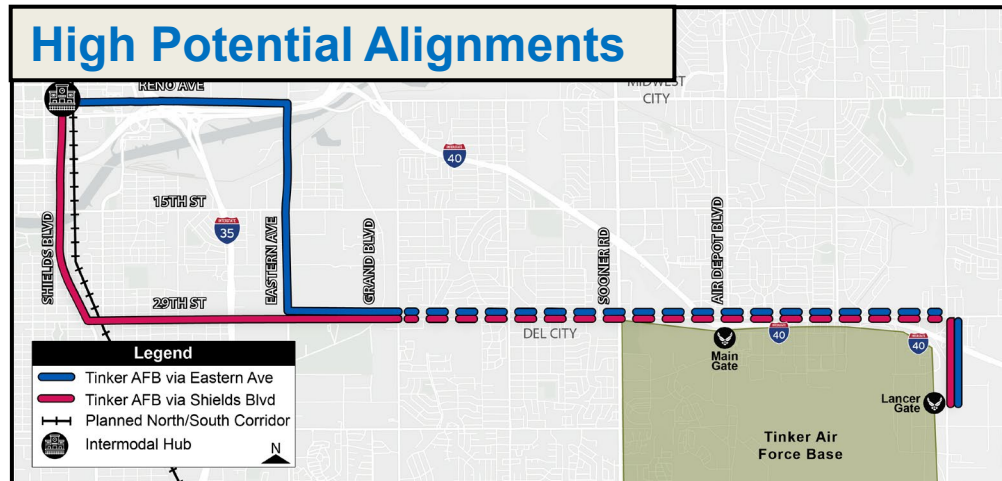 High Potential Alignments
RENO AVE
MIDWEST
CITY
INTERSTATE
40
15TH ST
SHIELDS BLVD
INTERSTATE
35
EASTERN AVE
GRAND BLVD
SOONER RD
AIR DEPOT BLVD
29TH ST
DEL CITY
40
40
Main
Gate
Lancer
Gate
Tinker Air
Force Base
Legend
Tinker AFB via Eastern Ave
Tinker AFB via Shields Blvd
Planned North/South Corridor
Intermodal Hub
N